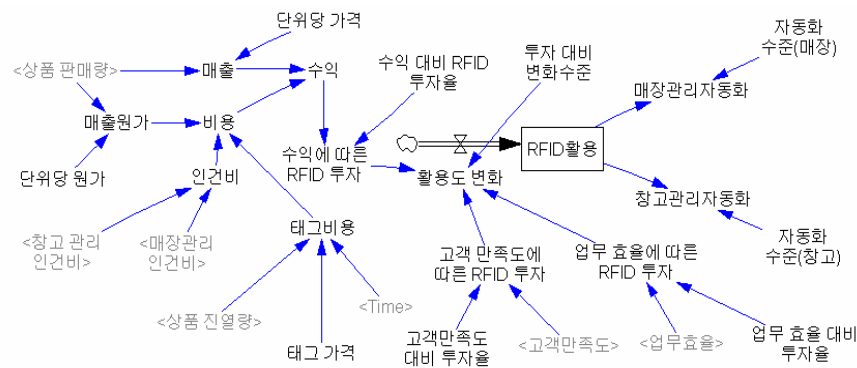 단위당 가격
자동화
수준(매장)
<상품 판매량>
매출
수익
수익 대비 RFID
투자율
투자 대비
변화수준
매장관리자동화
매출원가
비용
수익에 따른
RFID 투자
RFID활용
활용도 변화
단위당 원가
인건비
창고관리자동화
<창고 관리
인건비>
<매장관리
인건비>
태그비용
고객 만족도에
따른 RFID 투자
업무 효율에 따른
RFID 투자
자동화
수준(창고)
<상품 진열량>
<Time>
태그 가격
고객만족도
대비 투자율
<고객만족도>
<업무효율>
업무 효율 대비
투자율